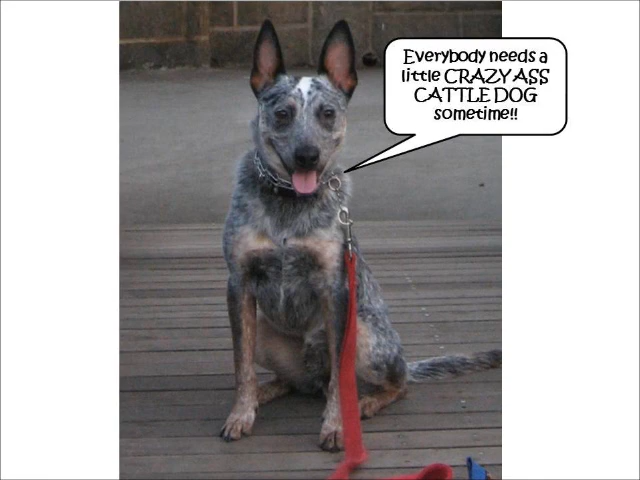 Everybody needs a
little CRAZY ASS
CATTLE DOG
sometime!!